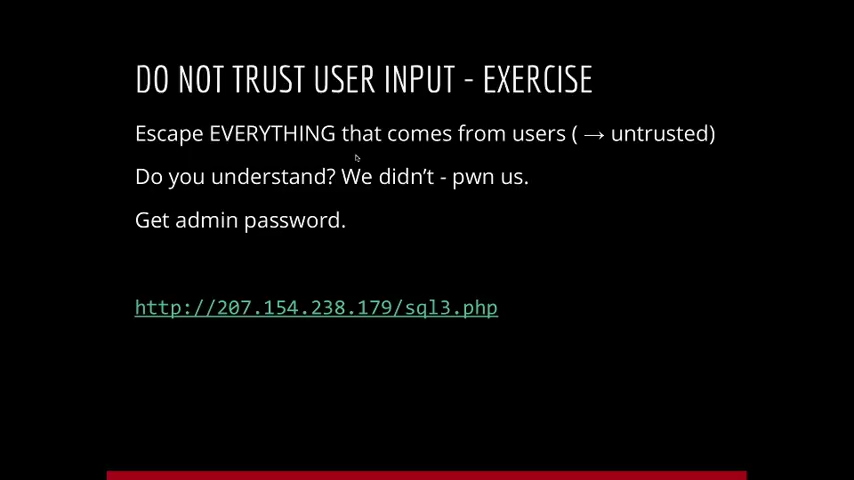 DO NOT TRUST USER INPUT - EXERCISE
Escape EVERYTHING that comes from users ( → untrusted)
Do you understand? We didn’t - pwn us.
Get admin password.
http://207.154.238.179/sql3.php